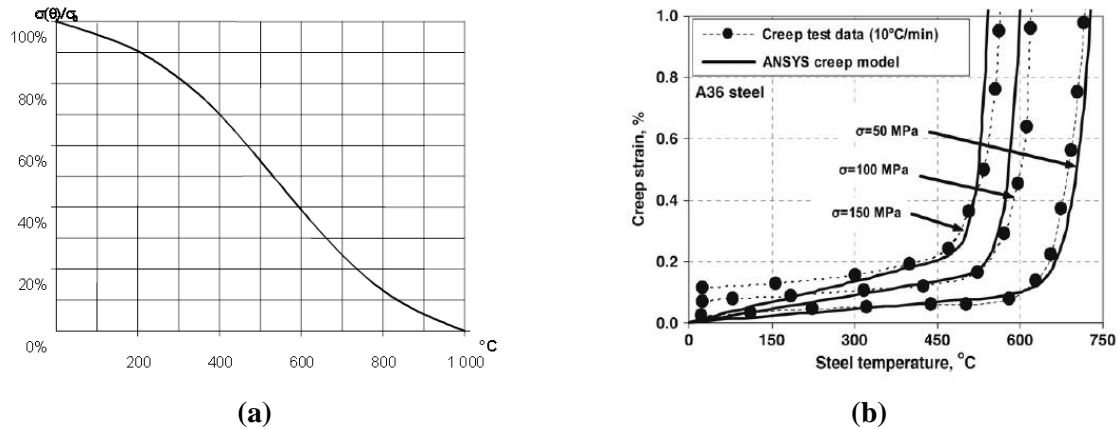 σ(θ)/σ
100%
80%
60%
40%
20%
0%
200
400
600
800
1 000
°C
(a)
Creep test data (10°C/min)
ANSYS creep model
A36 steel
σ=50 MPa
σ=100 MPa
σ=150 MPa
Creep strain, %
1.0
0.8
0.6
0.4
0.2
0.0
0
150
300
450
600
750
Steel temperature, °C
(b)